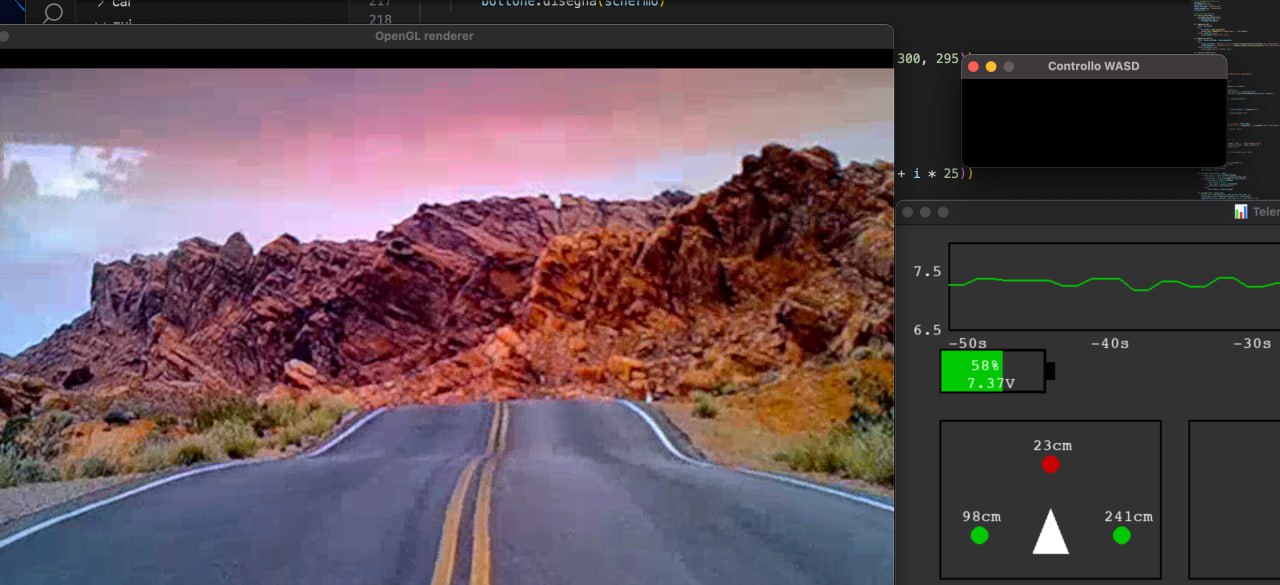 car
217
bottone.disegna(schermo)
218
OpenGL renderer
300, 295))
Controllo WASD
+ i * 25))
7.5
6.5
-50s
-40s
-30s
58%
7.37V
23cm
98cm
241cm